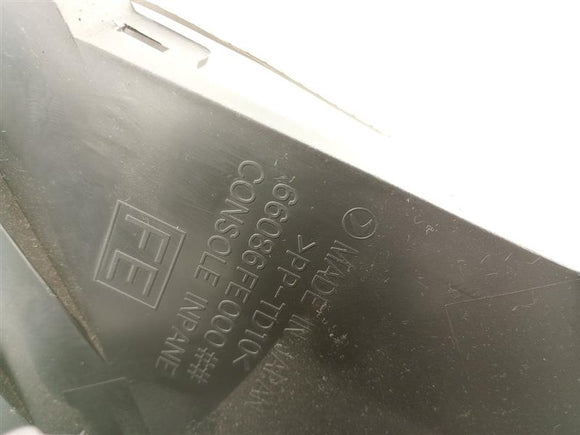 MADE IN JAPAN
>PP-TD10<
66086FE000##
CONSOLE INPANE
FE